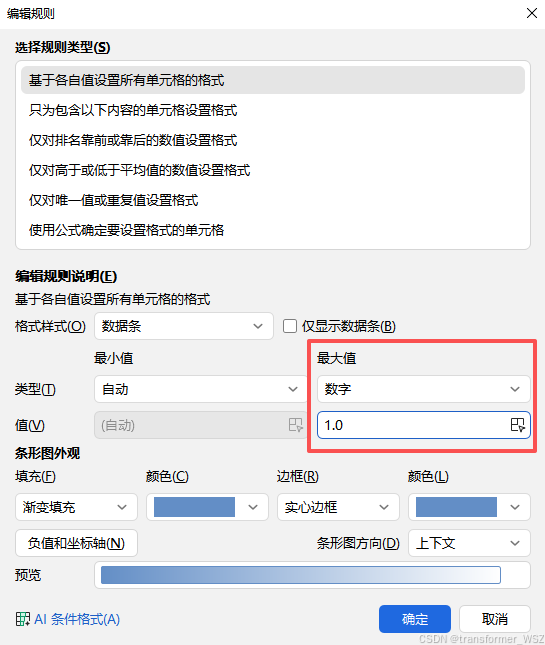 编辑规则
选择规则类型(S)
基于各自值设置所有单元格的格式
只为包含以下内容的单元格设置格式
仅对排名靠前或靠后的数值设置格式
仅对高于或低于平均值的数值设置格式
仅对唯一值或重复值设置格式
使用公式确定要设置格式的单元格
编辑规则说明(E)
基于各自值设置所有单元格的格式
格式样式(O) 数据条 仅显示数据条(B)
最小值 最大值
类型(T) 自动 数字
值(V) (自动) 1.0
条形图外观
填充(F) 颜色(C) 边框(R) 颜色(L)
渐变填充 实心边框
负值和坐标轴(N) 条形图方向(D) 上下文
预览
AI 条件格式(A) 确定 取消
CSDN @transformer_WSZ